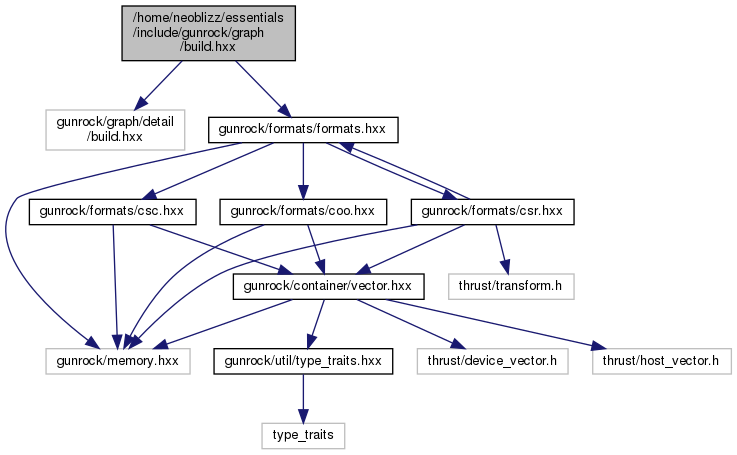 /home/neoblizz/essentials
/include/gunrock/graph
/build.hxx
gunrock/graph/detail
/build.hxx
gunrock/formats/formats.hxx
gunrock/formats/csc.hxx
gunrock/formats/coo.hxx
gunrock/formats/csr.hxx
gunrock/container/vector.hxx
thrust/transform.h
gunrock/memory.hxx
gunrock/util/type_traits.hxx
thrust/device_vector.h
thrust/host_vector.h
type_traits